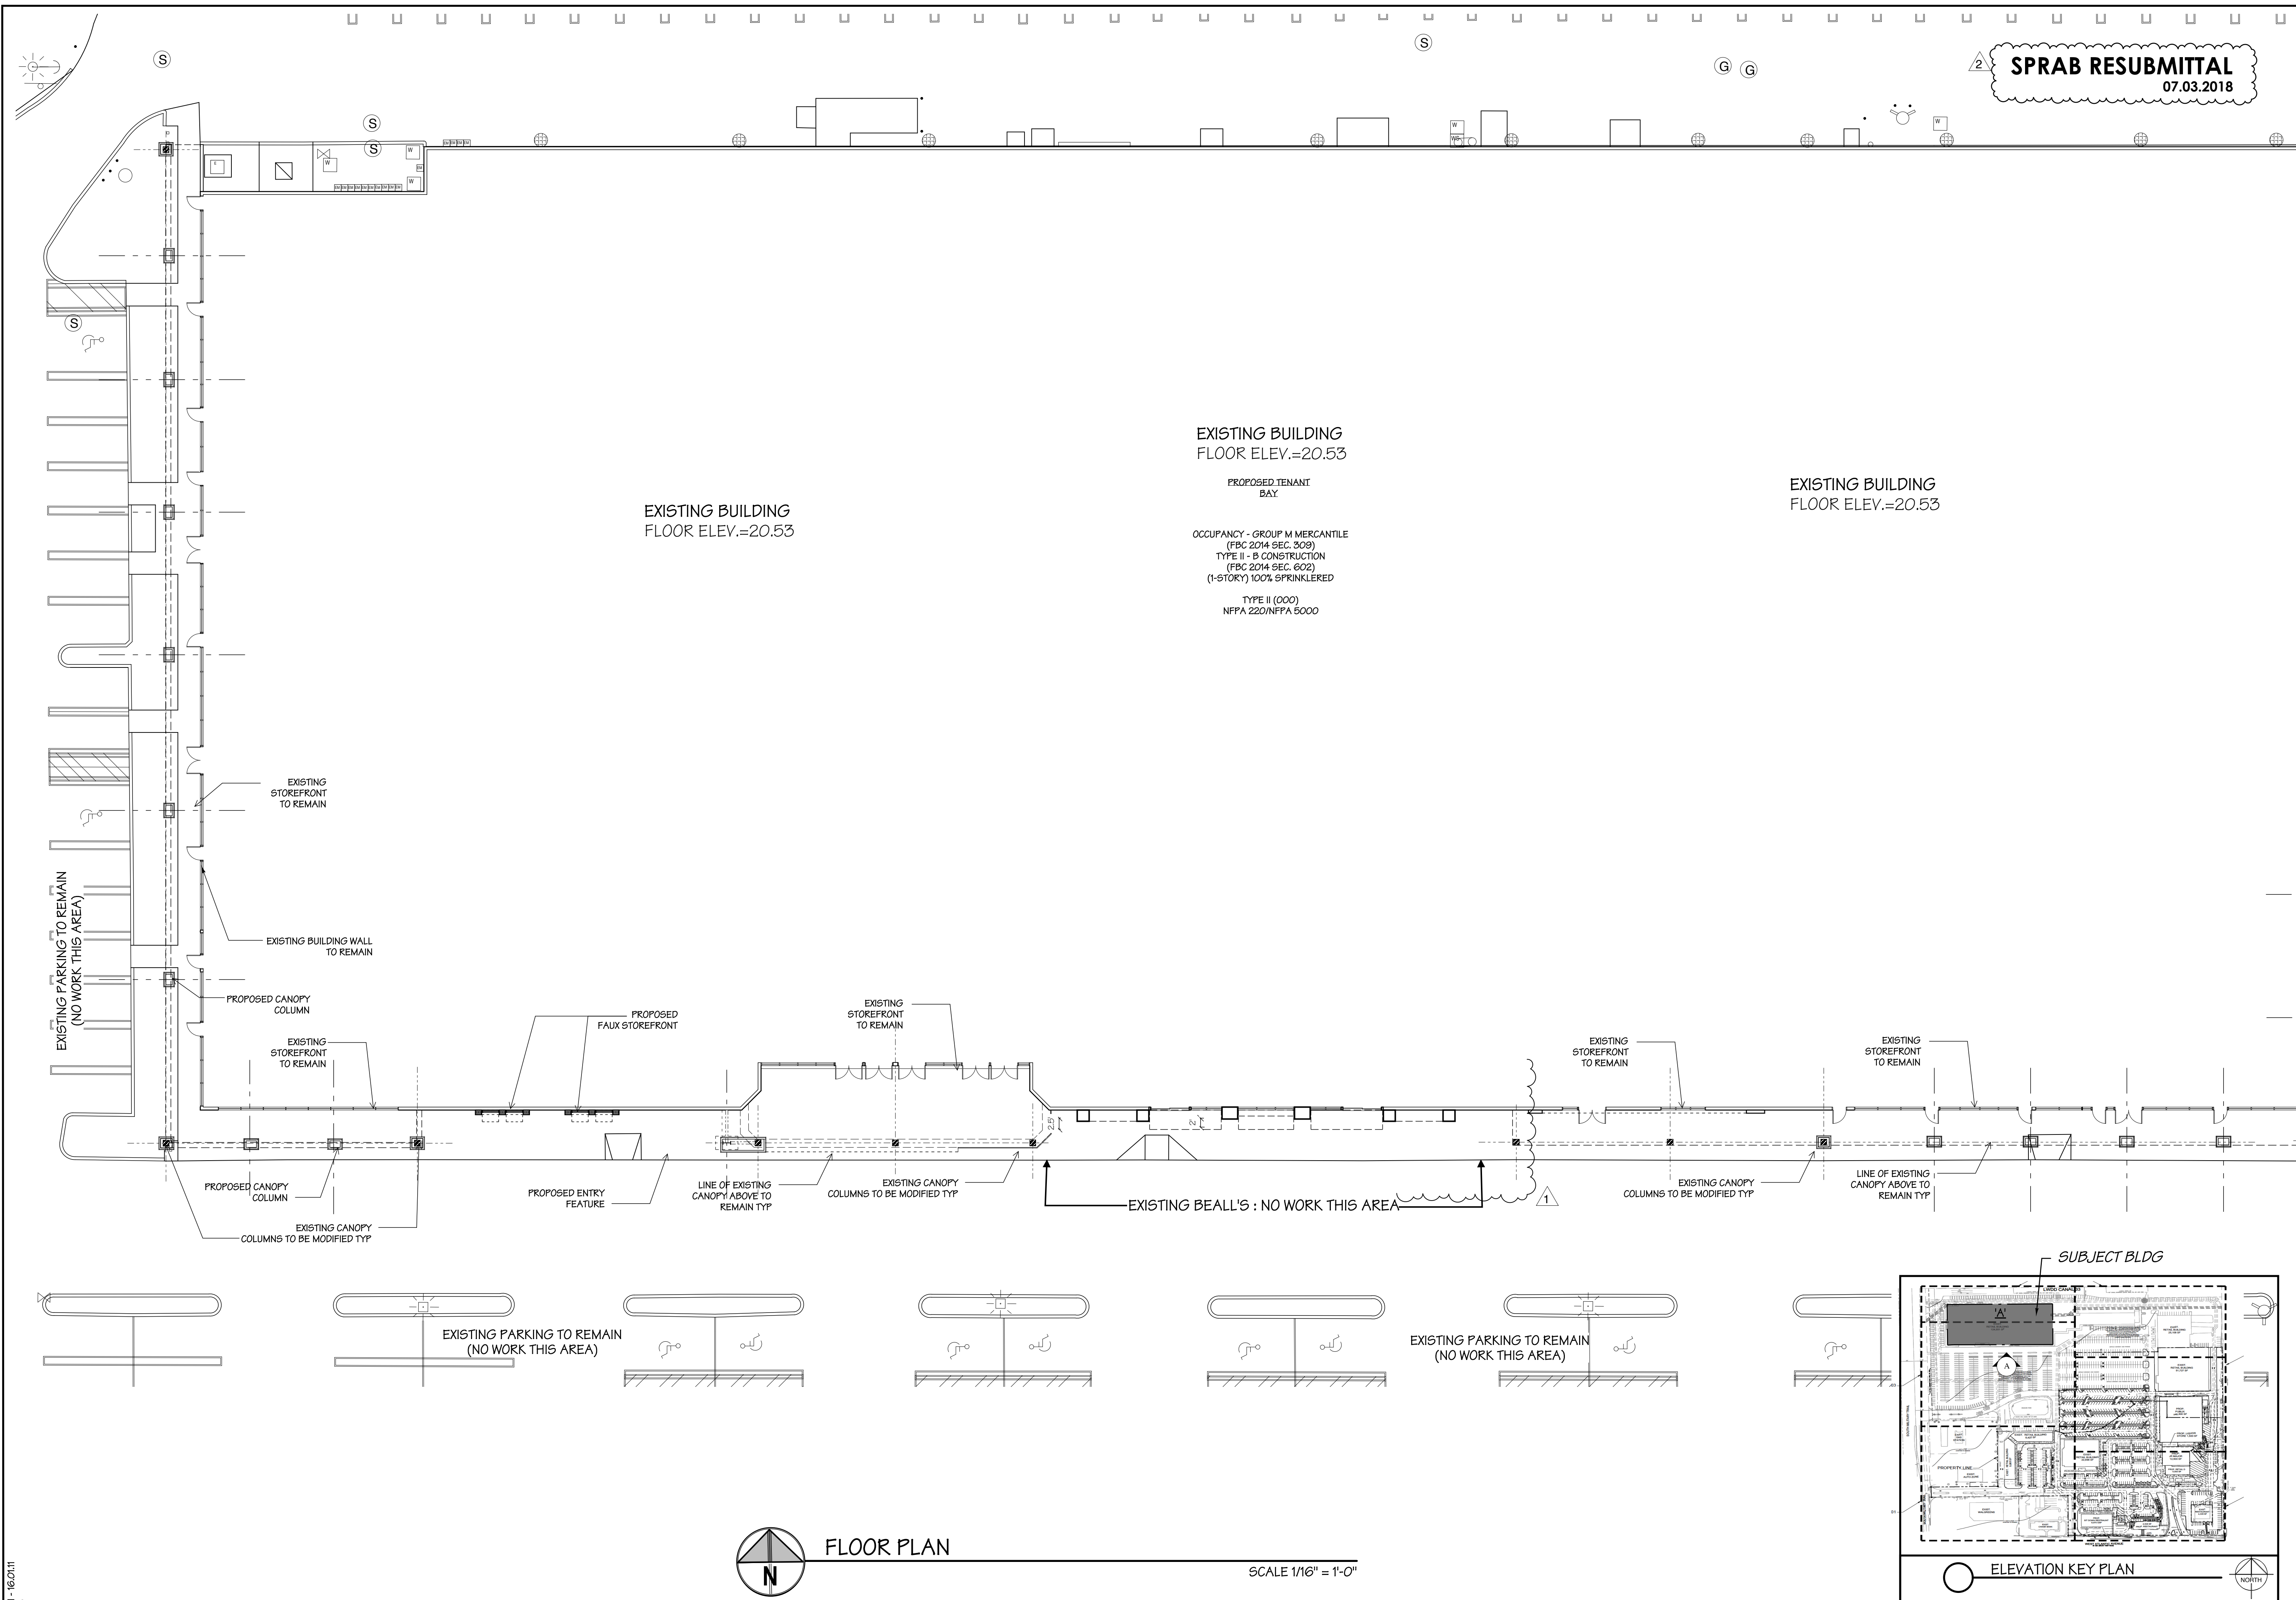 S
S
G
G
2
SPRAB RESUBMITTAL
07.03.2018
S
S
E
W
W
W
W
W
W
S
EXISTING BUILDING
FLOOR ELEV.=20.53
EXISTING BUILDING
FLOOR ELEV.=20.53
PROPOSED TENANT
BAY
OCCUPANCY - GROUP M MERCANTILE
(FBC 2014 SEC. 309)
TYPE II - B CONSTRUCTION
(FBC 2014 SEC. 602)
(1-STORY) 100% SPRINKLERED
TYPE II (000)
NFPA 220/NFPA 5000
EXISTING BUILDING
FLOOR ELEV.=20.53
EXISTING
STOREFRONT
TO REMAIN
EXISTING BUILDING WALL
TO REMAIN
EXISTING PARKING TO REMAIN
(NO WORK THIS AREA)
PROPOSED CANOPY
COLUMN
EXISTING
STOREFRONT
TO REMAIN
PROPOSED
FAUX STOREFRONT
EXISTING
STOREFRONT
TO REMAIN
EXISTING
STOREFRONT
TO REMAIN
EXISTING
STOREFRONT
TO REMAIN
2.5'
2'
PROPOSED CANOPY
COLUMN
EXISTING CANOPY
COLUMNS TO BE MODIFIED TYP
PROPOSED ENTRY
FEATURE
LINE OF EXISTING
CANOPY ABOVE TO
REMAIN TYP
EXISTING CANOPY
COLUMNS TO BE MODIFIED TYP
EXISTING BEALL'S : NO WORK THIS AREA
1
EXISTING CANOPY
COLUMNS TO BE MODIFIED TYP
LINE OF EXISTING
CANOPY ABOVE TO
REMAIN TYP
EXISTING PARKING TO REMAIN
(NO WORK THIS AREA)
EXISTING PARKING TO REMAIN
(NO WORK THIS AREA)
SUBJECT BLDG
'A'
A
PROPERTY LINE
ELEVATION KEY PLAN
NORTH
N
FLOOR PLAN
SCALE 1/16" = 1'-0"
- 16.01.11